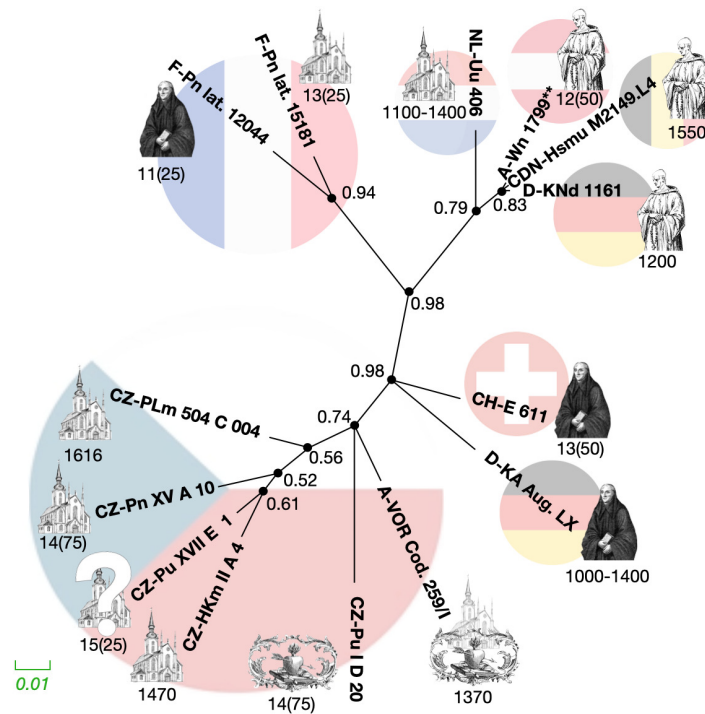 F-Pn lat. 12044
11(25)
F-Pn lat. 15181
13(25)
0.94
1100-1400
NL-Uu 406
A-Wn 1799**
12(50)
CDN-Hsmu M2149.L4
1550
D-KNd 1161
1200
0.79
0.83
0.98
0.98
CH-E 611
13(50)
D-KA Aug. LX
1000-1400
0.74
0.56
0.52
0.61
CZ-PLm 504 C 004
1616
CZ-Pn XV A 10
14(75)
CZ-Pu XVII E 1
?
15(25)
CZ-HKm II A 4
1470
CZ-Pu I D 20
14(75)
A-VOR Cod. 259/I
1370
0.01